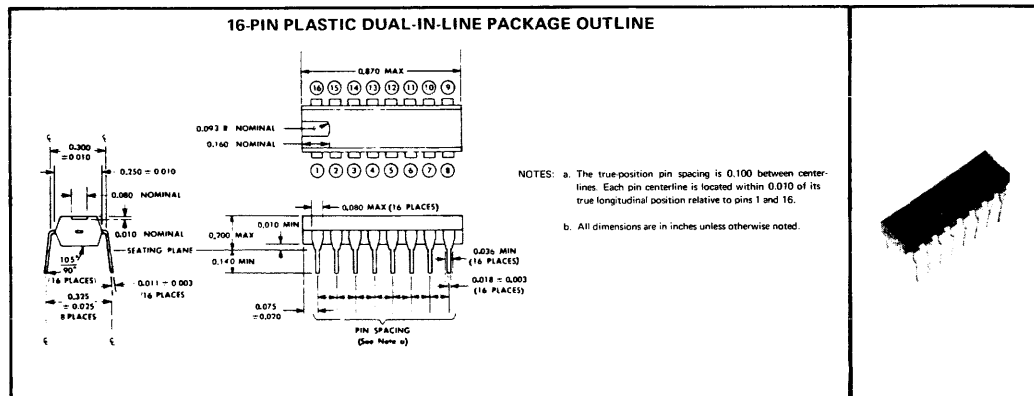 16-PIN PLASTIC DUAL-IN-LINE PACKAGE OUTLINE
0.870 MAX
16 15 14 13 12 11 10 9
0.093 R NOMINAL
0.160 NOMINAL
1 2 3 4 5 6 7 8
℄ ℄
0.300
±0.010
0.250 ± 0.010
0.080 NOMINAL
0.010 NOMINAL
SEATING PLANE
105°
90°
(16 PLACES)
0.011 ± 0.003
16 PLACES
0.325
±0.025
8 PLACES
℄ ℄
0.080 MAX (16 PLACES)
0.010 MIN
0.200 MAX
0.140 MIN
0.036 MIN
(16 PLACES)
0.018 ± 0.003
(16 PLACES)
0.075
±0.020
PIN SPACING
(See Note a)
NOTES: a. The true-position pin spacing is 0.100 between center-
lines. Each pin centerline is located within 0.010 of its
true longitudinal position relative to pins 1 and 16.
b. All dimensions are in inches unless otherwise noted.